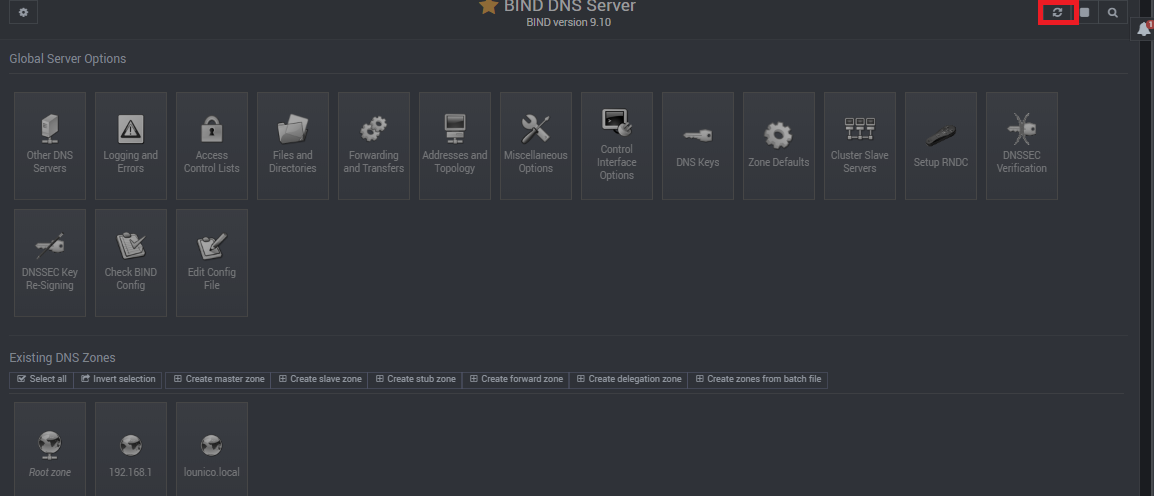 BIND DNS Server
BIND version 9.10
1
Global Server Options
Other DNS
Servers
Logging and
Errors
Access
Control Lists
Files and
Directories
Forwarding
and Transfers
Addresses and
Topology
Miscellaneous
Options
Control
Interface
Options
DNS Keys
Zone Defaults
Cluster Slave
Servers
Setup RNDC
DNSSEC
Verification
DNSSEC Key
Re-Signing
Check BIND
Config
Edit Config
File
Existing DNS Zones
Select all
Invert selection
Create master zone
Create slave zone
Create stub zone
Create forward zone
Create delegation zone
Create zones from batch file
Root zone
192.168.1
lounico.local